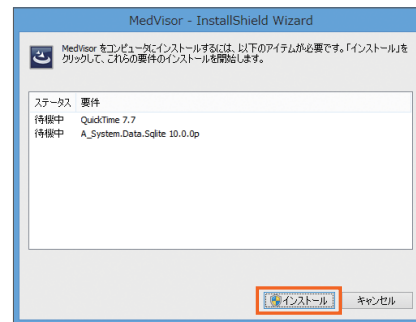 MedVisor - InstallShield Wizard
MedVisor をコンピュータにインストールするには、以下のアイテムが必要です。「インストール」を
クリックして、これらの要件のインストールを開始します。
ステータス 要件
待機中 QuickTime 7.7
待機中 A_System.Data.Sqlite 10.0.0p
インストール キャンセル